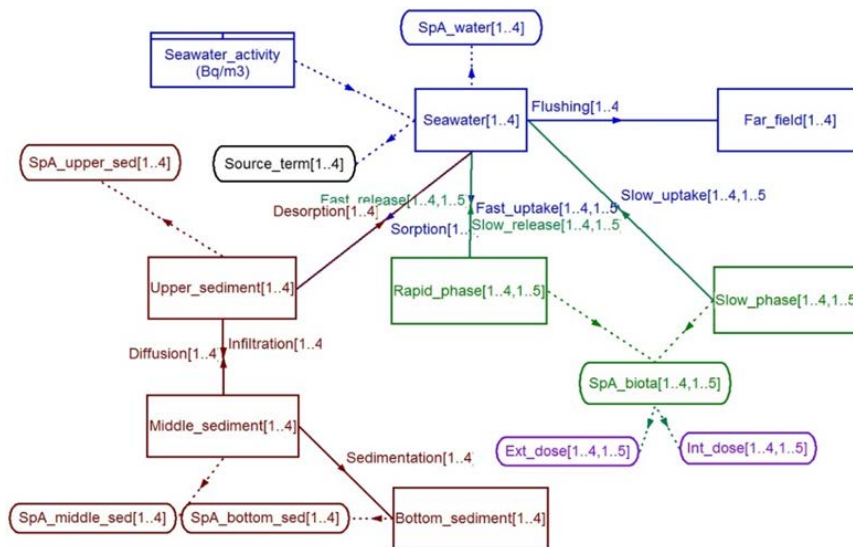 SpA_water[1..4]
Seawater_activity
(Bq/m3)
Flushing[1..4
Seawater[1..4]
Far_field[1..4]
SpA_upper_sed[1..4]
Source_term[1..4]
Fast_release[1..4,1..5]
Slow_uptake[1..4,1..5
Desorption[1..4]
Fast_uptake[1..4,1..5
Sorption[1..
Slow_release[1..4,1..5]
Upper_sediment[1..4]
Rapid_phase[1..4,1..5]
Slow_phase[1..4,1..5]
Infiltration[1..4
Diffusion[1..4]
SpA_biota[1..4,1..5]
Middle_sediment[1..4]
Ext_dose[1..4,1..5]
Int_dose[1..4,1..5]
Sedimentation[1..4]
SpA_middle_sed[1..4]
SpA_bottom_sed[1..4]
Bottom_sediment[1..4]